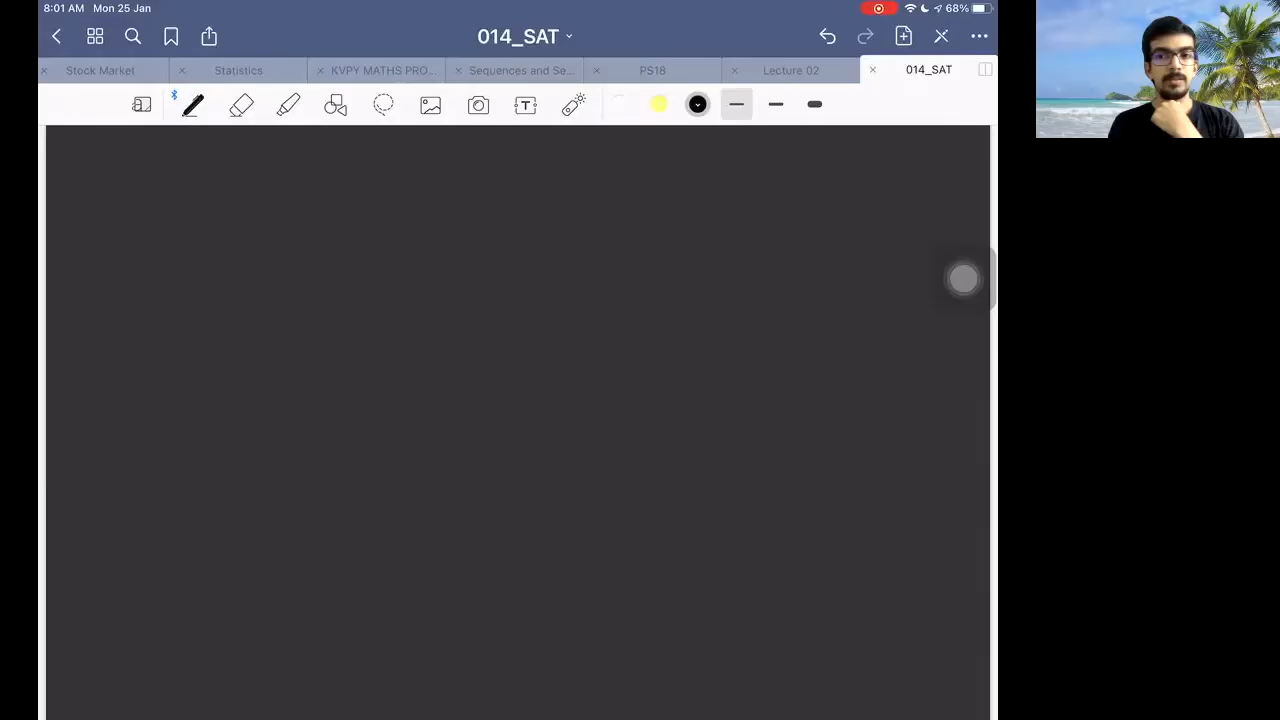 8:01 AM Mon 25 Jan
68%
014_SAT
Stock Market
Statistics
KVPY MATHS PRO...
Sequences and Se...
PS18
Lecture 02
014_SAT
T